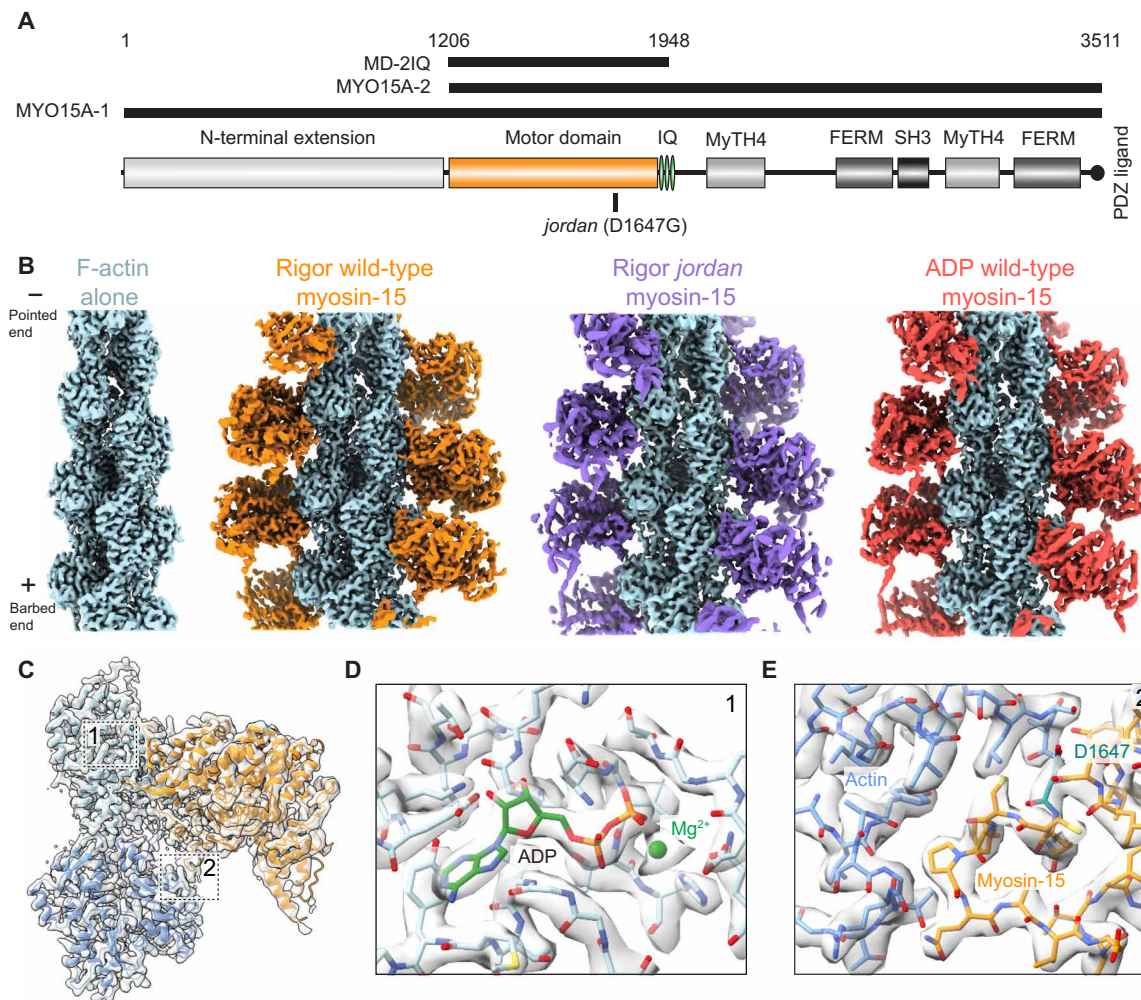 A
1 1206 1948 3511
MD-2IQ
MYO15A-2
MYO15A-1
N-terminal extension Motor domain IQ MyTH4 FERM SH3 MyTH4 FERM
PDZ ligand
jordan (D1647G)
B
F-actin alone
Rigor wild-type myosin-15
Rigor jordan myosin-15
ADP wild-type myosin-15
–
Pointed
end
+
Barbed
end
C
1
2
D
1
Mg²⁺
ADP
E
2
D1647
Actin
Myosin-15